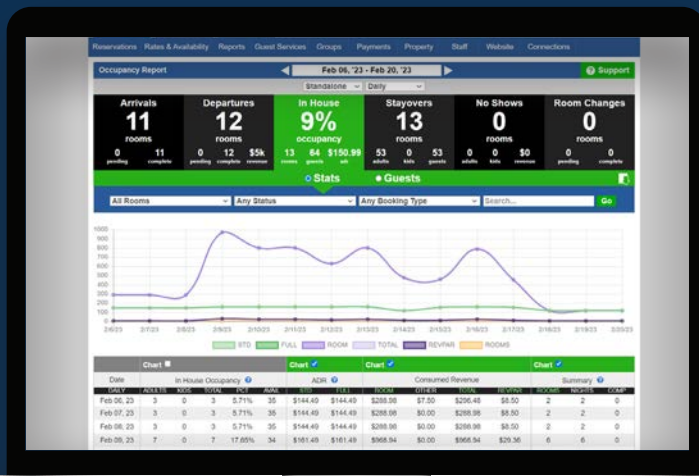 Reservations Rates & Availability Reports Guest Services Groups Payments Property Staff Website Connections
Occupancy Report Feb 06, '23 - Feb 20, '23 Support
Standalone Daily
Arrivals Departures In House Stayovers No Shows Room Changes
11 12 9% 13 0 0
rooms rooms occupancy rooms rooms rooms
0 11 0 12 $5k 13 64 $150.99 53 0 53 0 0 $0 0 0
pending complete pending complete revenue rooms guests adr adults kids guests adults kids revenue pending complete
Stats Guests
All Rooms Any Status Any Booking Type Search... Go
1000
900
800
700
600
500
400
300
200
100
0
2/6/23 2/7/23 2/8/23 2/9/23 2/10/23 2/11/23 2/12/23 2/13/23 2/14/23 2/15/23 2/16/23 2/17/23 2/18/23 2/19/23 2/20/23
STD FULL ROOM TOTAL REVPAR ROOMS
Chart Chart Chart Chart
Date In House Occupancy ADR Consumed Revenue Summary
DAILY ADULTS KIDS TOTAL PCT AVAIL STD FULL ROOM OTHER TOTAL REVPAR ROOMS NIGHTS COMP
Feb 06, 23 3 0 3 5.71% 35 $144.49 $144.49 $288.98 $7.50 $296.48 $8.50 2 2 0
Feb 07, 23 3 0 3 5.71% 35 $144.49 $144.49 $288.98 $0.00 $288.98 $8.50 2 2 0
Feb 08, 23 3 0 3 5.71% 35 $144.49 $144.49 $288.98 $0.00 $288.98 $8.50 2 2 0
Feb 09, 23 7 0 7 17.65% 34 $161.49 $161.49 $968.94 $0.00 $968.94 $29.36 6 6 0